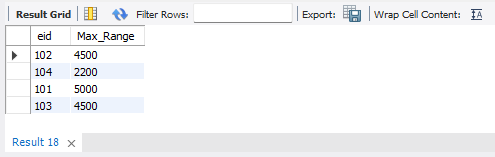 Result Grid Filter Rows: Export: Wrap Cell Content:
eid Max_Range
102 4500
104 2200
101 5000
103 4500
Result 18